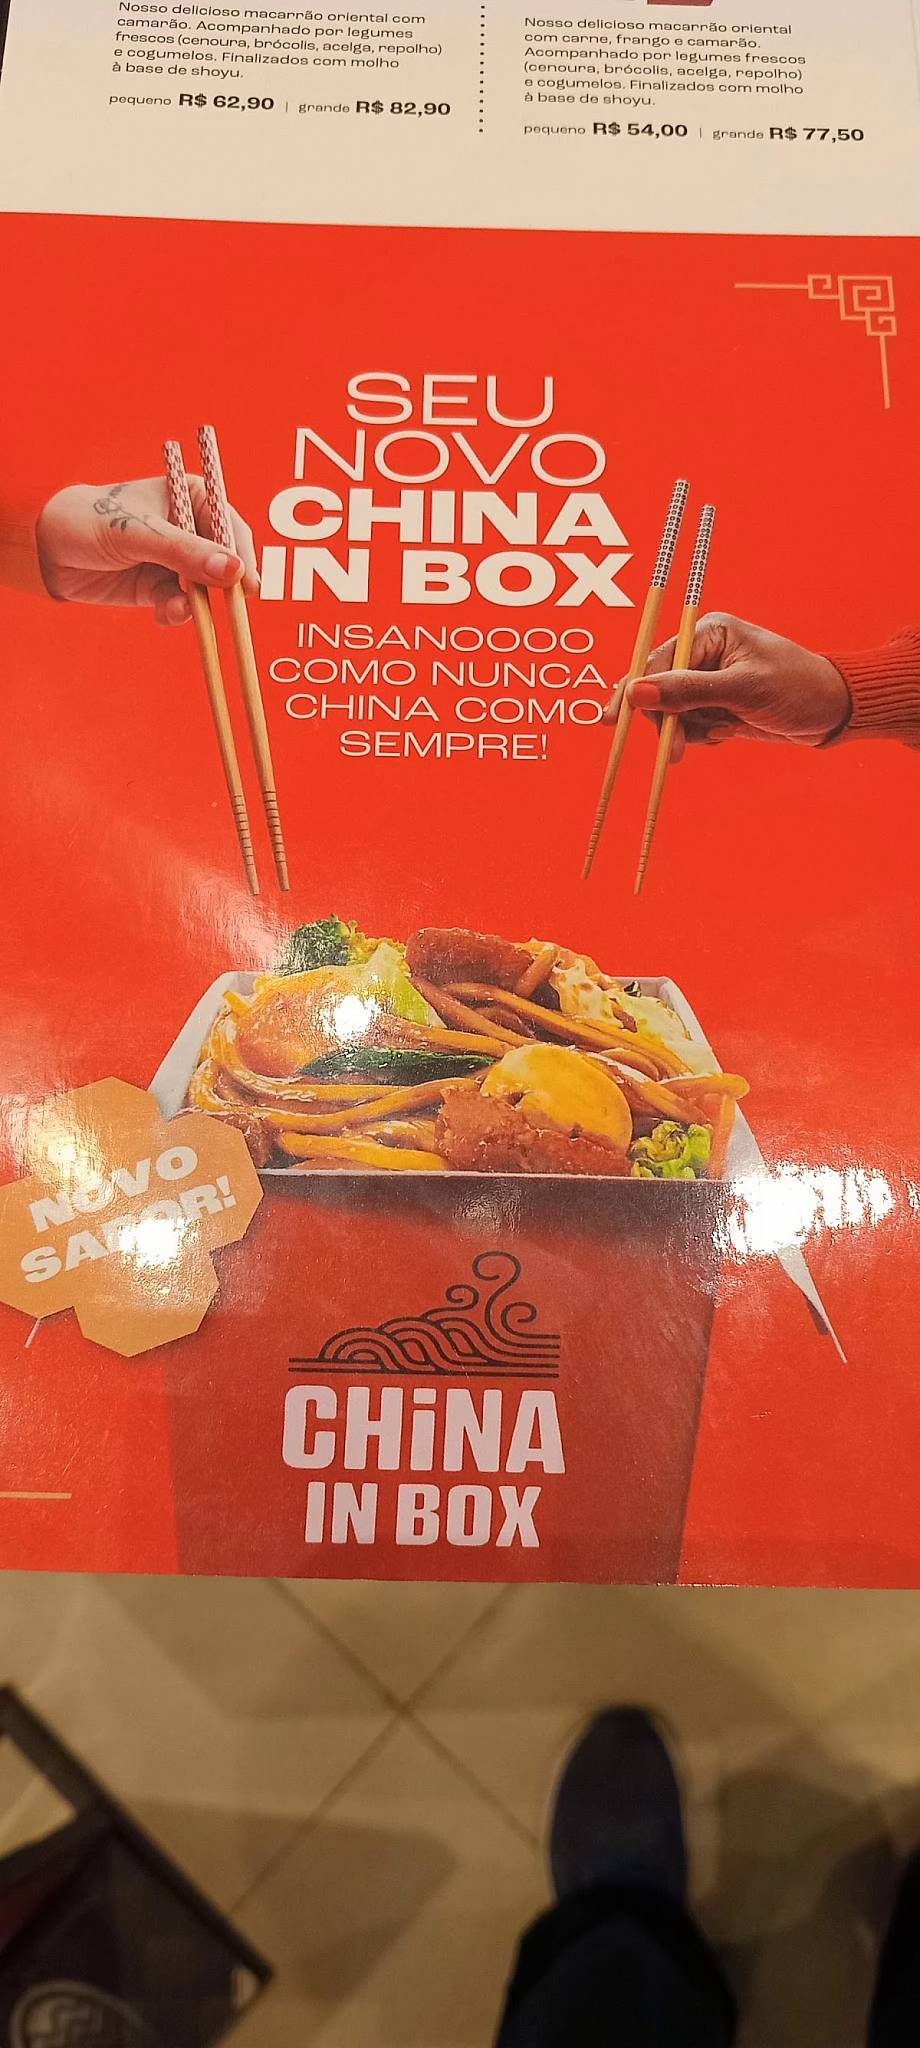 Nosso delicioso macarrão oriental com
camarão. Acompanhado por legumes
frescos (cenoura, brócolis, acelga, repolho)
e cogumelos. Finalizados com molho
à base de shoyu.
pequeno R$ 62,90 | grande R$ 82,90
Nosso delicioso macarrão oriental
com carne, frango e camarão.
Acompanhado por legumes frescos
(cenoura, brócolis, acelga, repolho)
e cogumelos. Finalizados com molho
à base de shoyu.
pequeno R$ 54,00 | grande R$ 77,50
SEU
NOVO
CHINA
IN BOX
INSANOOOO
COMO NUNCA.
CHINA COMO
SEMPRE!
NOVO
SABOR!
CHiNA
IN BOX